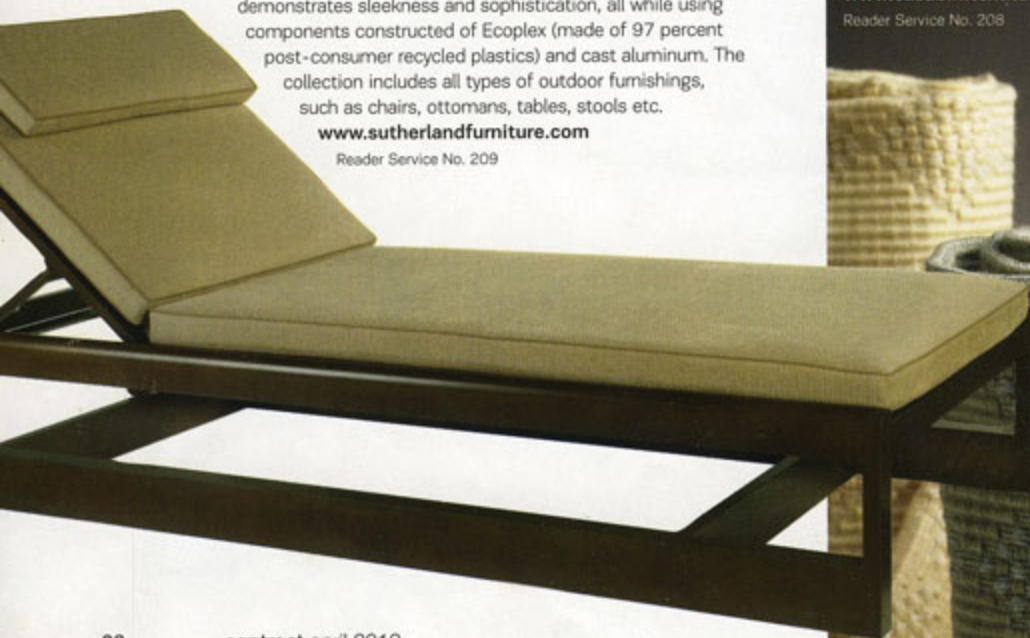 demonstrates sleekness and sophistication, all while using
components constructed of Ecoplex (made of 97 percent
post-consumer recycled plastics) and cast aluminum. The
collection includes all types of outdoor furnishings,
such as chairs, ottomans, tables, stools etc.
www.sutherlandfurniture.com
Reader Service No. 209
Reader Service No. 208
contract april 2010